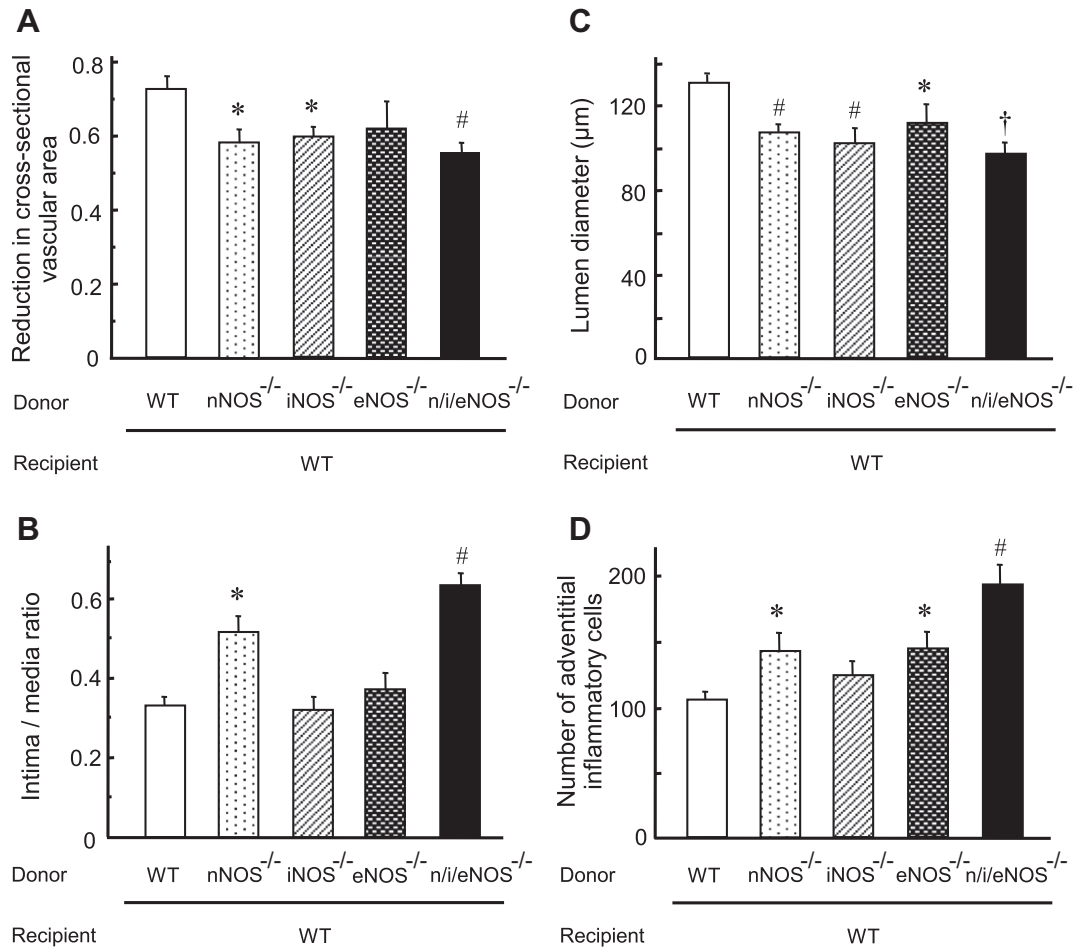 A
Reduction in cross-sectional
vascular area
0.8
0.6
0.4
0.2
0
* * #
Donor WT nNOS-/- iNOS-/- eNOS-/- n/i/eNOS-/-
Recipient WT
C
Lumen diameter (μm)
120
80
40
0
# # * †
Donor WT nNOS-/- iNOS-/- eNOS-/- n/i/eNOS-/-
Recipient WT
B
Intima / media ratio
0.6
0.4
0.2
0
* #
Donor WT nNOS-/- iNOS-/- eNOS-/- n/i/eNOS-/-
Recipient WT
D
Number of adventitial
inflammatory cells
200
100
0
* * #
Donor WT nNOS-/- iNOS-/- eNOS-/- n/i/eNOS-/-
Recipient WT